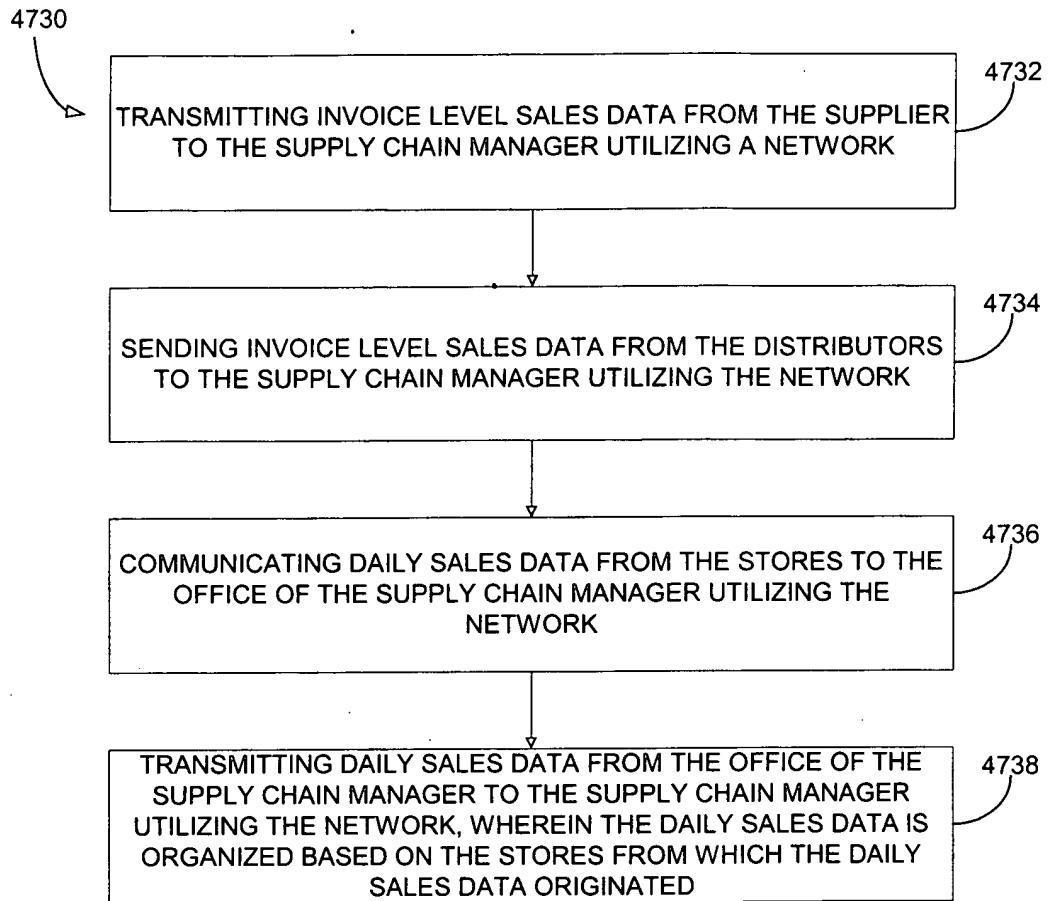 4730
4732
TRANSMITTING INVOICE LEVEL SALES DATA FROM THE SUPPLIER
TO THE SUPPLY CHAIN MANAGER UTILIZING A NETWORK
4734
SENDING INVOICE LEVEL SALES DATA FROM THE DISTRIBUTORS
TO THE SUPPLY CHAIN MANAGER UTILIZING THE NETWORK
4736
COMMUNICATING DAILY SALES DATA FROM THE STORES TO THE
OFFICE OF THE SUPPLY CHAIN MANAGER UTILIZING THE
NETWORK
4738
TRANSMITTING DAILY SALES DATA FROM THE OFFICE OF THE
SUPPLY CHAIN MANAGER TO THE SUPPLY CHAIN MANAGER
UTILIZING THE NETWORK, WHEREIN THE DAILY SALES DATA IS
ORGANIZED BASED ON THE STORES FROM WHICH THE DAILY
SALES DATA ORIGINATED